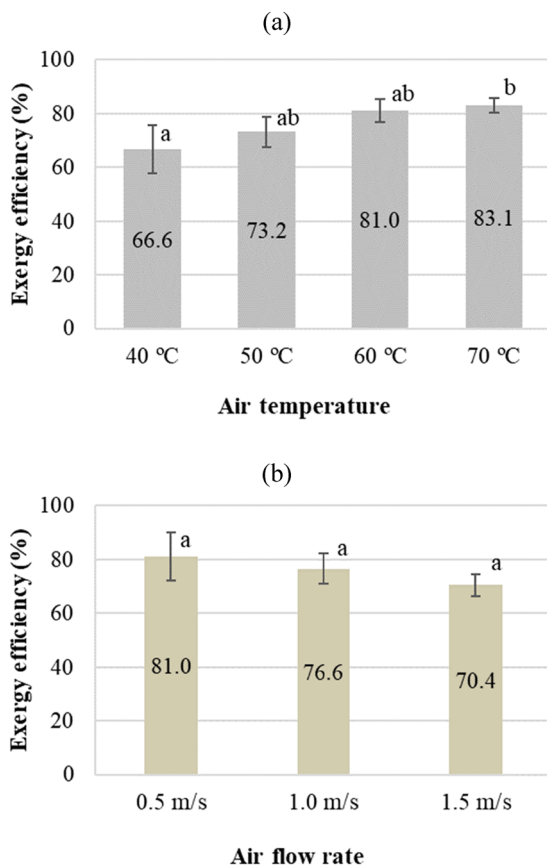 (a)
Exergy efficiency (%)
100
80
60
40
20
0
a
ab
ab
b
66.6
73.2
81.0
83.1
40 ºC
50 ºC
60 ºC
70 ºC
Air temperature
(b)
Exergy efficiency (%)
100
80
60
40
20
0
a
a
a
81.0
76.6
70.4
0.5 m/s
1.0 m/s
1.5 m/s
Air flow rate